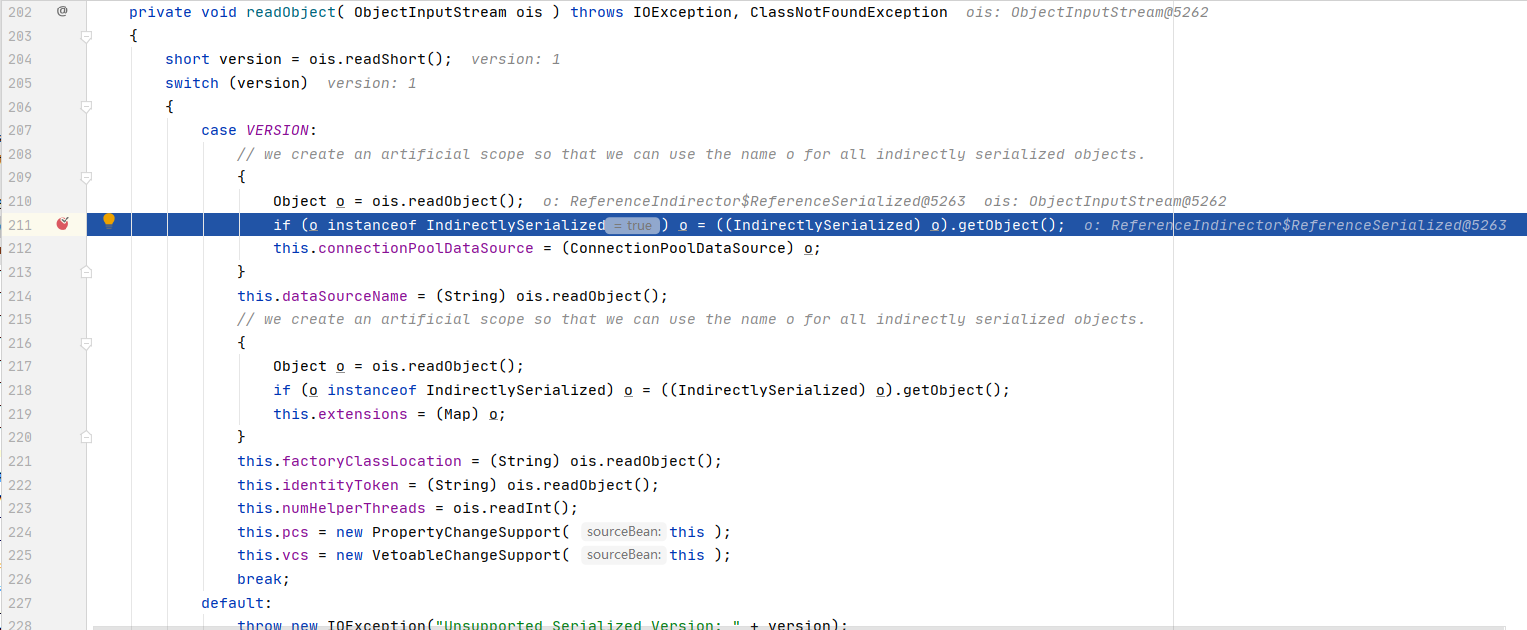 202 @ private void readObject( ObjectInputStream ois ) throws IOException, ClassNotFoundException ois: ObjectInputStream@5262
203 {
204 short version = ois.readShort(); version: 1
205 switch (version) version: 1
206 {
207 case VERSION:
208 // we create an artificial scope so that we can use the name o for all indirectly serialized objects.
209 {
210 Object o = ois.readObject(); o: ReferenceIndirector$ReferenceSerialized@5263 ois: ObjectInputStream@5262
211 if (o instanceof IndirectlySerialized = true ) o = ((IndirectlySerialized) o).getObject(); o: ReferenceIndirector$ReferenceSerialized@5263
212 this.connectionPoolDataSource = (ConnectionPoolDataSource) o;
213 }
214 this.dataSourceName = (String) ois.readObject();
215 // we create an artificial scope so that we can use the name o for all indirectly serialized objects.
216 {
217 Object o = ois.readObject();
218 if (o instanceof IndirectlySerialized) o = ((IndirectlySerialized) o).getObject();
219 this.extensions = (Map) o;
220 }
221 this.factoryClassLocation = (String) ois.readObject();
222 this.identityToken = (String) ois.readObject();
223 this.numHelperThreads = ois.readInt();
224 this.pcs = new PropertyChangeSupport( sourceBean: this );
225 this.vcs = new VetoableChangeSupport( sourceBean: this );
226 break;
227 default:
228 throw new IOException("Unsupported Serialized Version: " + version);